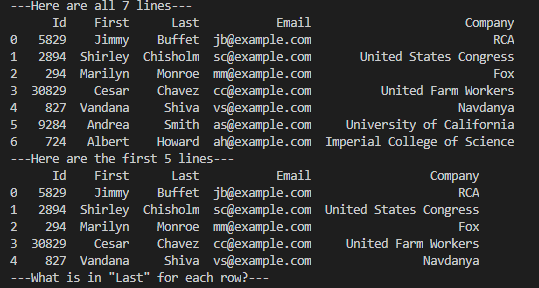 ---Here are all 7 lines---
      Id    First      Last           Email                      Company
0   5829    Jimmy    Buffet  jb@example.com                          RCA
1   2894  Shirley  Chisholm  sc@example.com       United States Congress
2    294  Marilyn    Monroe  mm@example.com                          Fox
3  30829    Cesar    Chavez  cc@example.com          United Farm Workers
4    827  Vandana     Shiva  vs@example.com                     Navdanya
5   9284   Andrea     Smith  as@example.com     University of California
6    724   Albert    Howard  ah@example.com  Imperial College of Science
---Here are the first 5 lines---
      Id    First      Last           Email                 Company
0   5829    Jimmy    Buffet  jb@example.com                     RCA
1   2894  Shirley  Chisholm  sc@example.com  United States Congress
2    294  Marilyn    Monroe  mm@example.com                     Fox
3  30829    Cesar    Chavez  cc@example.com     United Farm Workers
4    827  Vandana     Shiva  vs@example.com                Navdanya
---What is in "Last" for each row?---